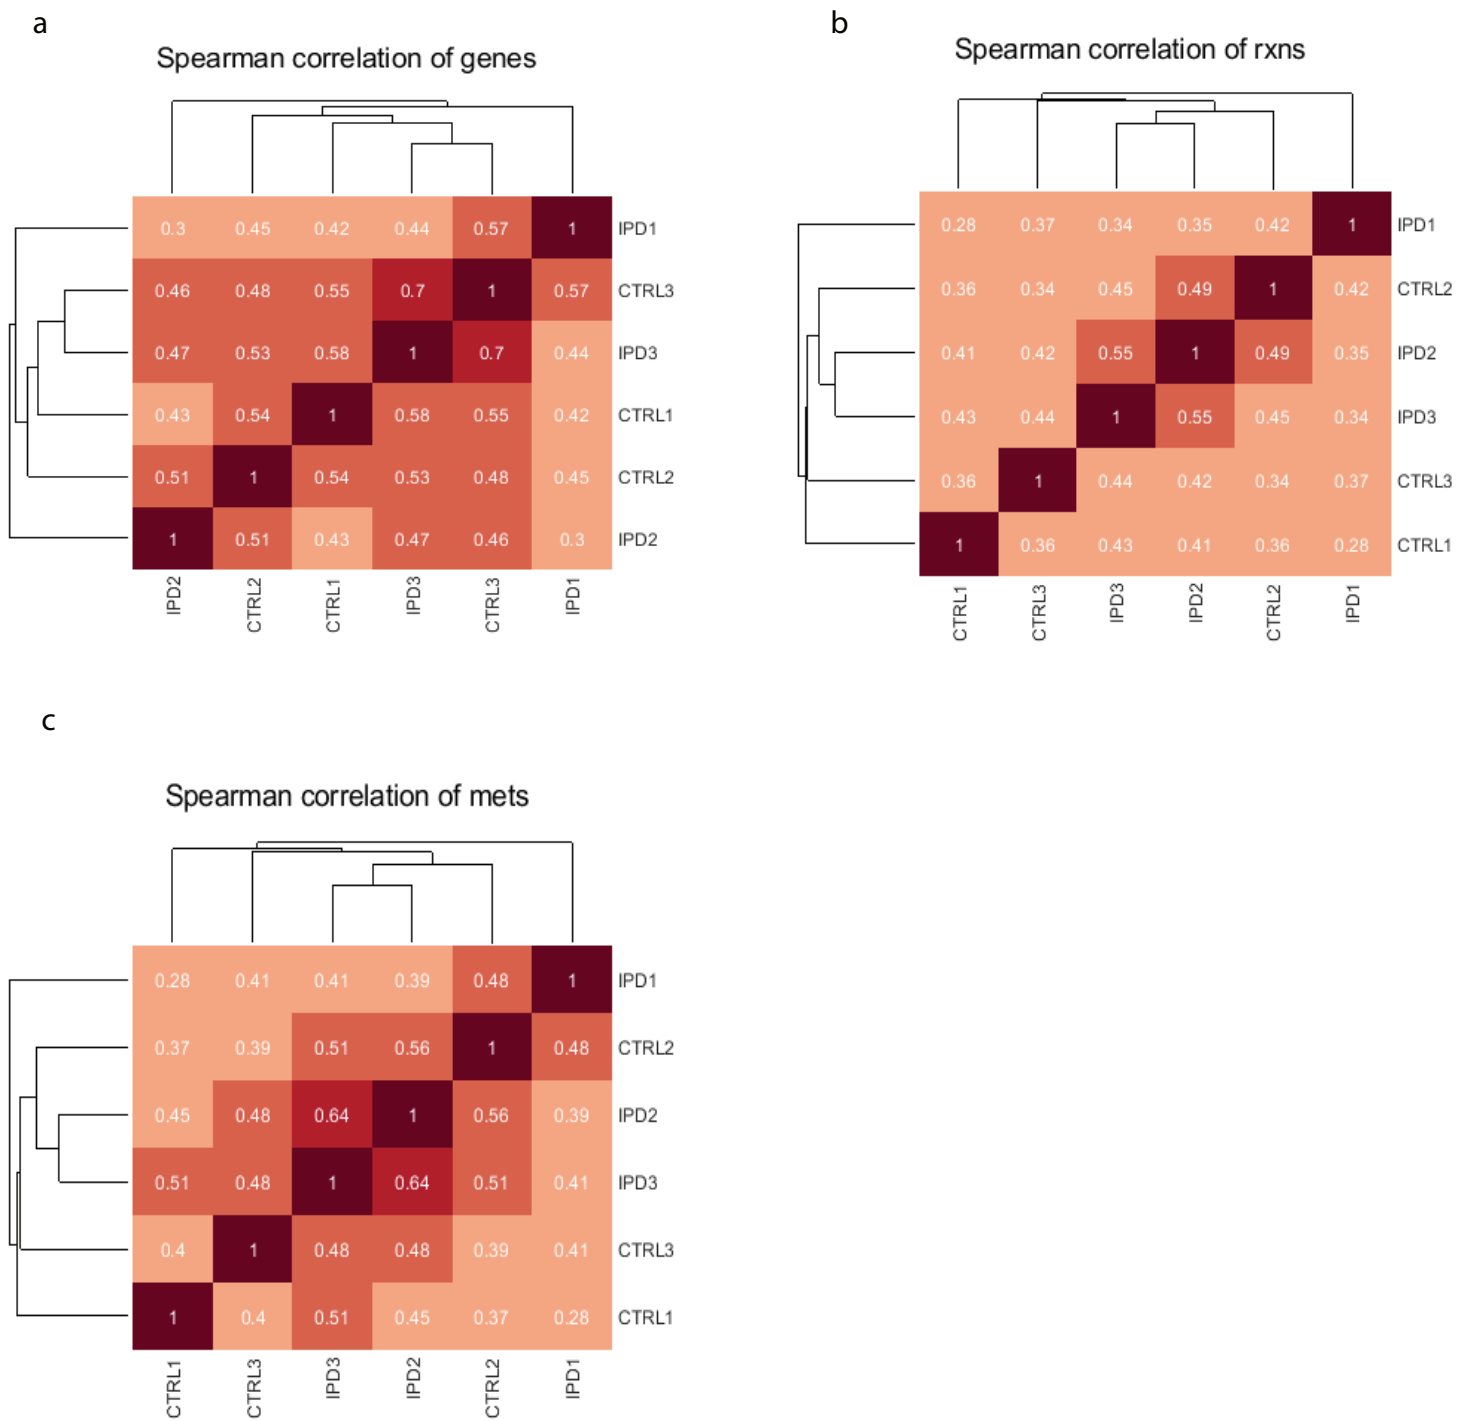 a
Spearman correlation of genes
0.3 0.45 0.42 0.44 0.57 1 IPD1
0.46 0.48 0.55 0.7 1 0.57 CTRL3
0.47 0.53 0.58 1 0.7 0.44 IPD3
0.43 0.54 1 0.58 0.55 0.42 CTRL1
0.51 1 0.54 0.53 0.48 0.45 CTRL2
1 0.51 0.43 0.47 0.46 0.3 IPD2
IPD2 CTRL2 CTRL1 IPD3 CTRL3 IPD1
b
Spearman correlation of rxns
0.28 0.37 0.34 0.35 0.42 1 IPD1
0.36 0.34 0.45 0.49 1 0.42 CTRL2
0.41 0.42 0.55 1 0.49 0.35 IPD2
0.43 0.44 1 0.55 0.45 0.34 IPD3
0.36 1 0.44 0.42 0.34 0.37 CTRL3
1 0.36 0.43 0.41 0.36 0.28 CTRL1
CTRL1 CTRL3 IPD3 IPD2 CTRL2 IPD1
c
Spearman correlation of mets
0.28 0.41 0.41 0.39 0.48 1 IPD1
0.37 0.39 0.51 0.56 1 0.48 CTRL2
0.45 0.48 0.64 1 0.56 0.39 IPD2
0.51 0.48 1 0.64 0.51 0.41 IPD3
0.4 1 0.48 0.48 0.39 0.41 CTRL3
1 0.4 0.51 0.45 0.37 0.28 CTRL1
CTRL1 CTRL3 IPD3 IPD2 CTRL2 IPD1